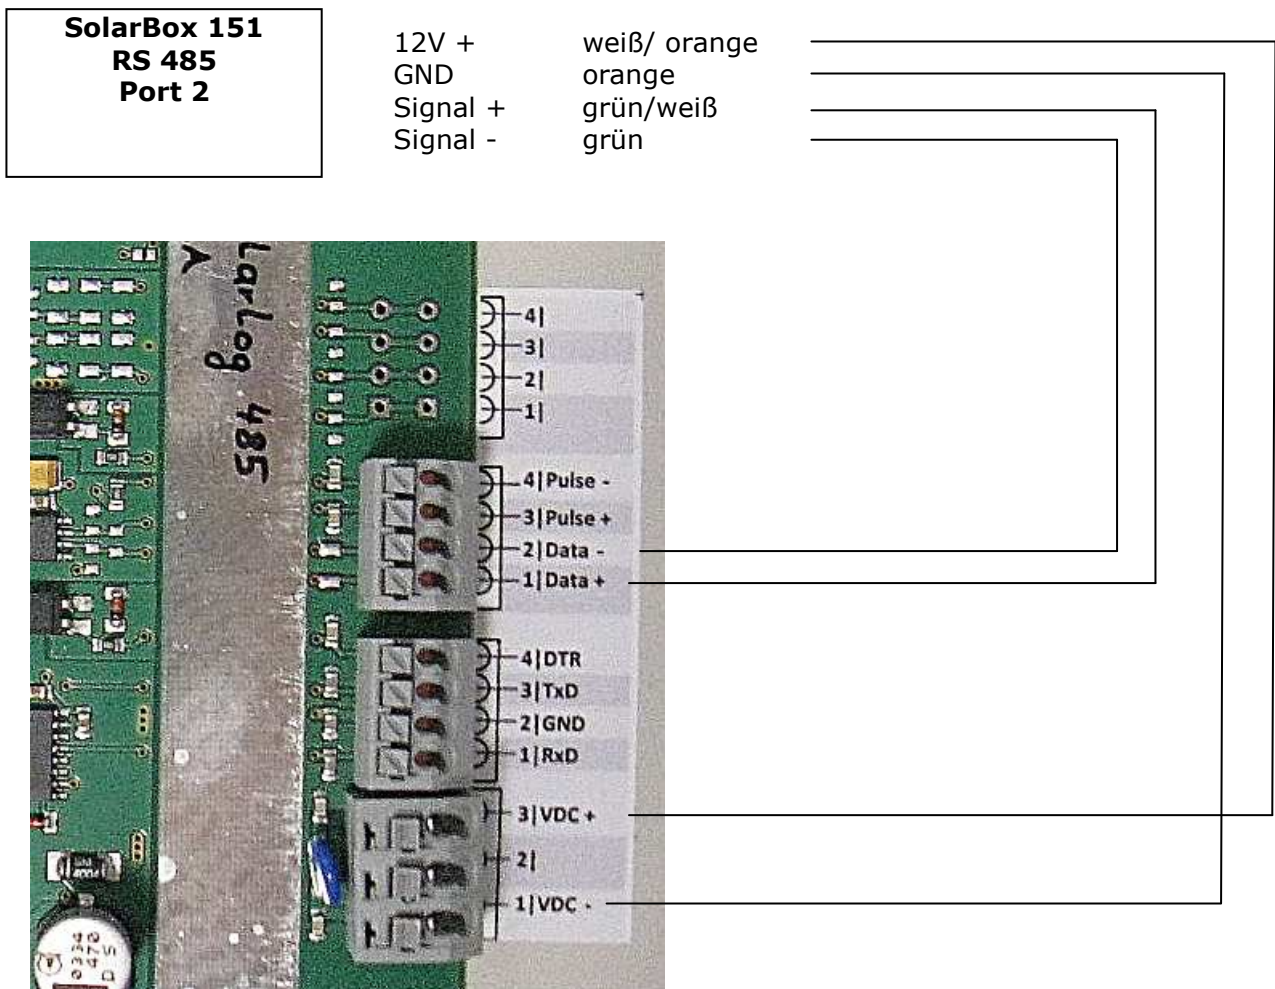 SolarBox 151
RS 485
Port 2
12V + weiß/ orange
GND orange
Signal + grün/weiß
Signal - grün
larLog 485
A
4|
3|
2|
1|
4|Pulse -
3|Pulse +
2|Data -
1|Data +
4|DTR
3|TxD
2|GND
1|RxD
3|VDC +
2|
1|VDC -
0334
470
D S